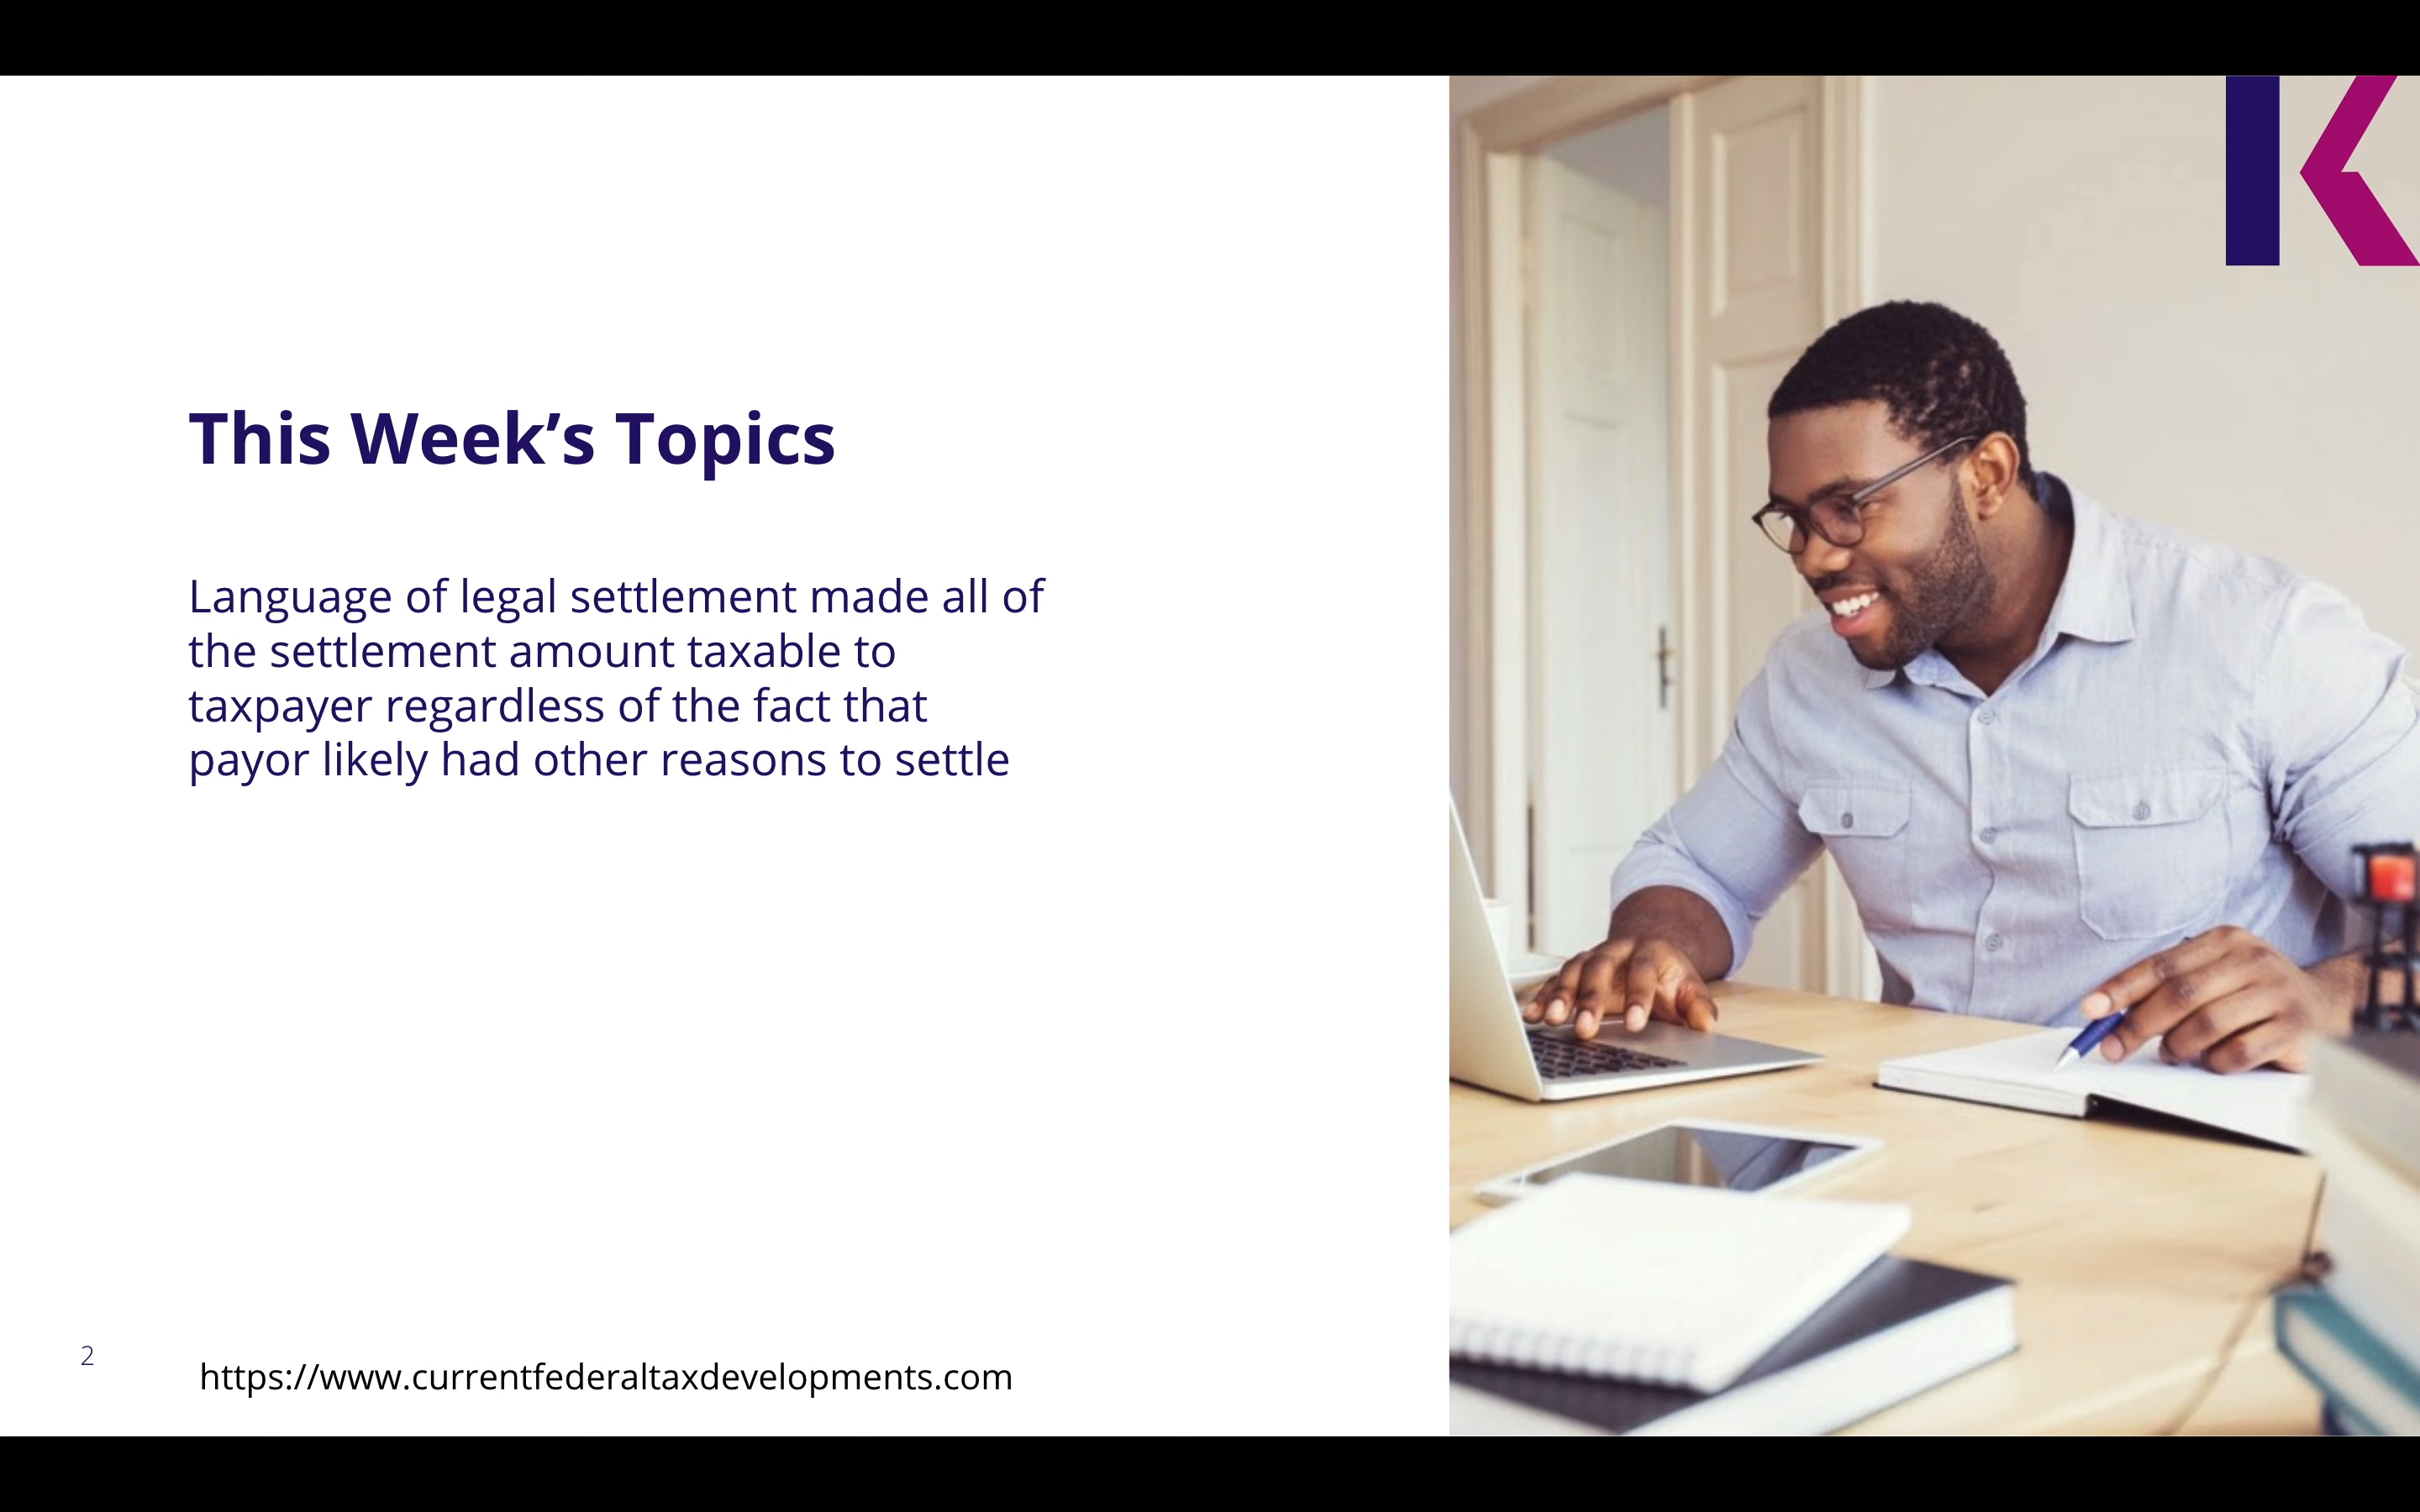 This Week’s Topics
Language of legal settlement made all of
the settlement amount taxable to
taxpayer regardless of the fact that
payor likely had other reasons to settle
2
https://www.currentfederaltaxdevelopments.com